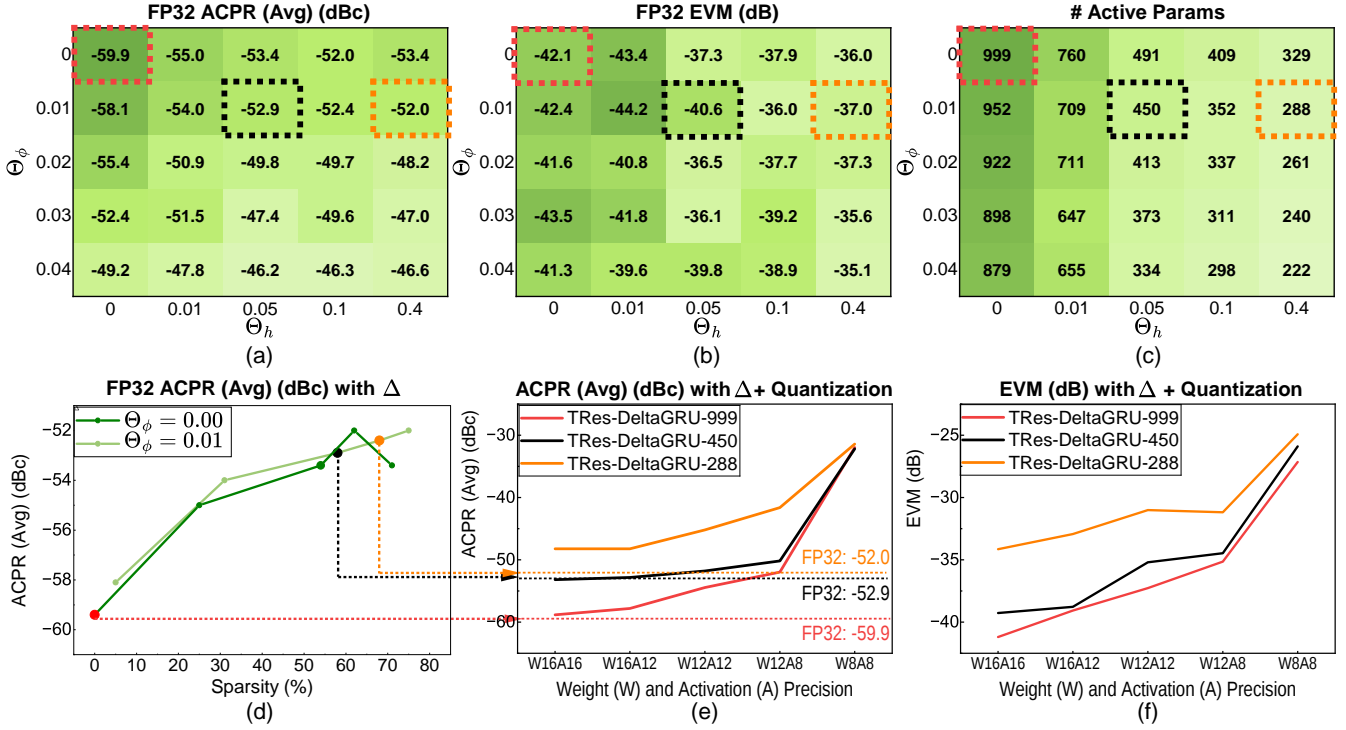 FP32 ACPR (Avg) (dBc)
0 -59.9 -55.0 -53.4 -52.0 -53.4
0.01 -58.1 -54.0 -52.9 -52.4 -52.0
0.02 -55.4 -50.9 -49.8 -49.7 -48.2
0.03 -52.4 -51.5 -47.4 -49.6 -47.0
0.04 -49.2 -47.8 -46.2 -46.3 -46.6
0 0.01 0.05 0.1 0.4
Θϕ
Θh
(a)
FP32 EVM (dB)
0 -42.1 -43.4 -37.3 -37.9 -36.0
0.01 -42.4 -44.2 -40.6 -36.0 -37.0
0.02 -41.6 -40.8 -36.5 -37.7 -37.3
0.03 -43.5 -41.8 -36.1 -39.2 -35.6
0.04 -41.3 -39.6 -39.8 -38.9 -35.1
0 0.01 0.05 0.1 0.4
Θϕ
Θh
(b)
# Active Params
0 999 760 491 409 329
0.01 952 709 450 352 288
0.02 922 711 413 337 261
0.03 898 647 373 311 240
0.04 879 655 334 298 222
0 0.01 0.05 0.1 0.4
Θϕ
Θh
(c)
FP32 ACPR (Avg) (dBc) with Δ
Θϕ = 0.00
Θϕ = 0.01
ACPR (Avg) (dBc)
−52
−54
−56
−58
−60
0 10 20 30 40 50 60 70 80
Sparsity (%)
(d)
ACPR (Avg) (dBc) with Δ + Quantization
TRes-DeltaGRU-999
TRes-DeltaGRU-450
TRes-DeltaGRU-288
ACPR (Avg) (dBc)
−30
−40
−50
−60
FP32: -52.0
FP32: -52.9
FP32: -59.9
W16A16 W16A12 W12A12 W12A8 W8A8
Weight (W) and Activation (A) Precision
(e)
EVM (dB) with Δ + Quantization
TRes-DeltaGRU-999
TRes-DeltaGRU-450
TRes-DeltaGRU-288
EVM (dB)
−25
−30
−35
−40
W16A16 W16A12 W12A12 W12A8 W8A8
Weight (W) and Activation (A) Precision
(f)